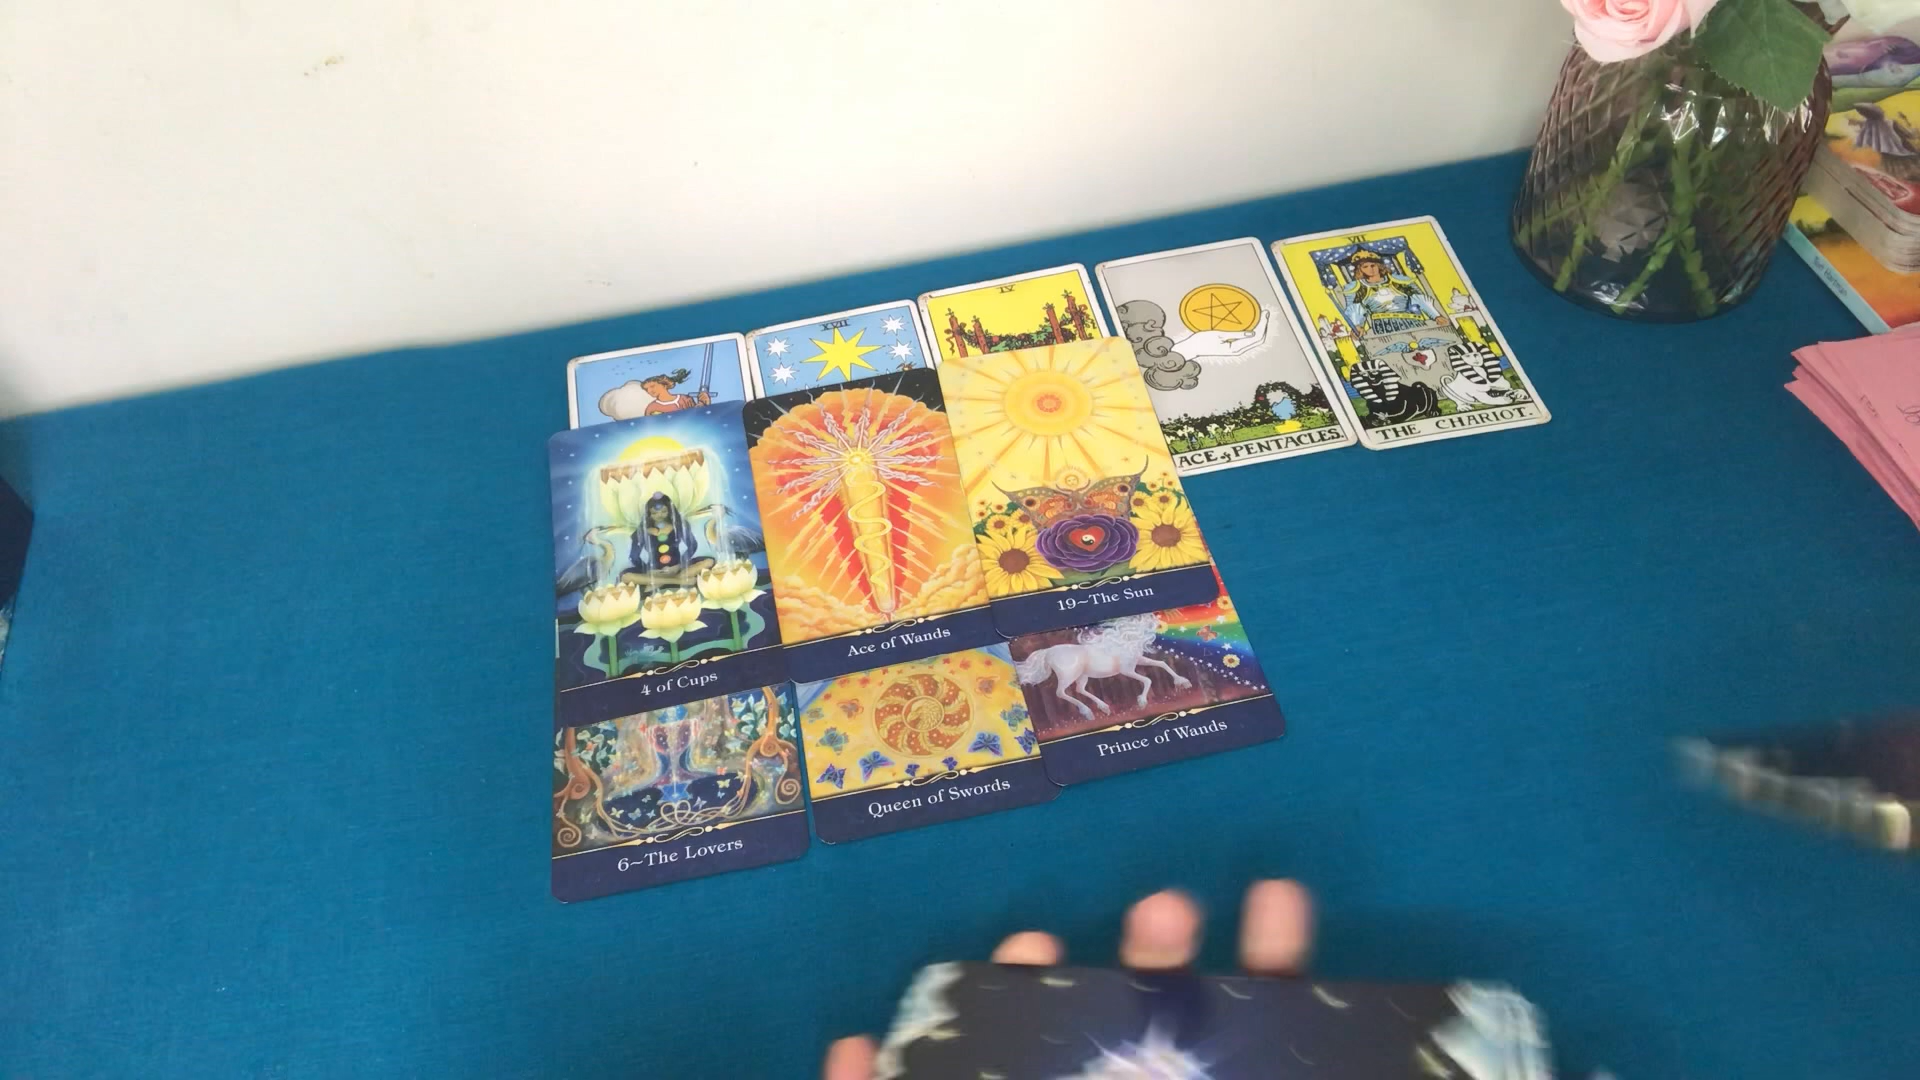 XVII
IV
VII
ACE of PENTACLES.
THE CHARIOT.
19~The Sun
Ace of Wands
4 of Cups
Prince of Wands
Queen of Swords
6~The Lovers